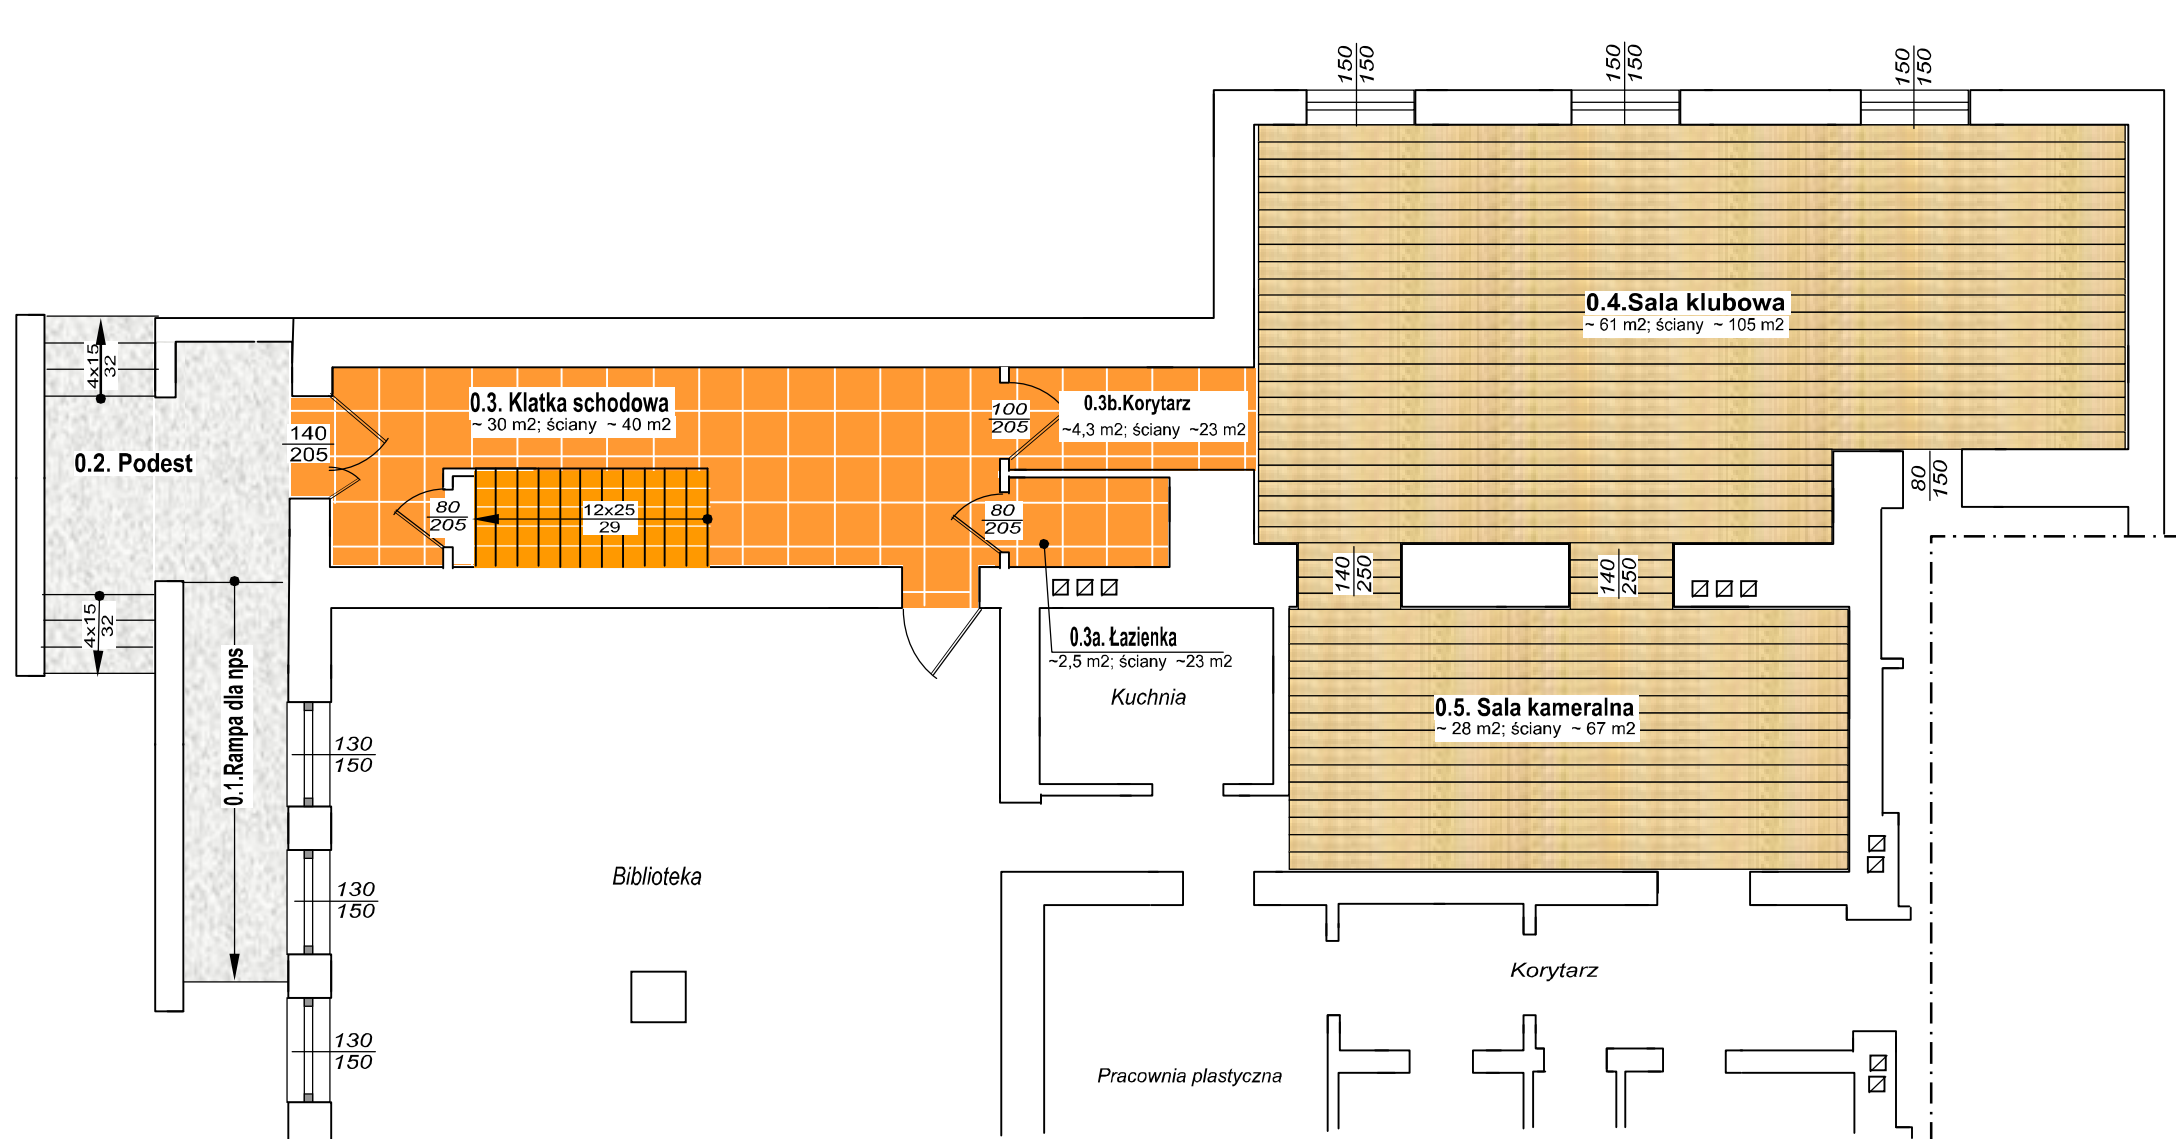 150
150
150
150
150
150
0.4.Sala klubowa
~ 61 m2; ściany ~ 105 m2
4x15
32
0.3. Klatka schodowa
~ 30 m2; ściany ~ 40 m2
100
205
0.3b.Korytarz
~4,3 m2; ściany ~23 m2
140
205
0.2. Podest
80
150
80
205
12x25
29
80
205
140
250
140
250
4x15
32
0.3a. Łazienka
~2,5 m2; ściany ~23 m2
Kuchnia
0.1.Rampa dla nps
0.5. Sala kameralna
~ 28 m2; ściany ~ 67 m2
130
150
Biblioteka
130
150
Korytarz
130
150
Pracownia plastyczna